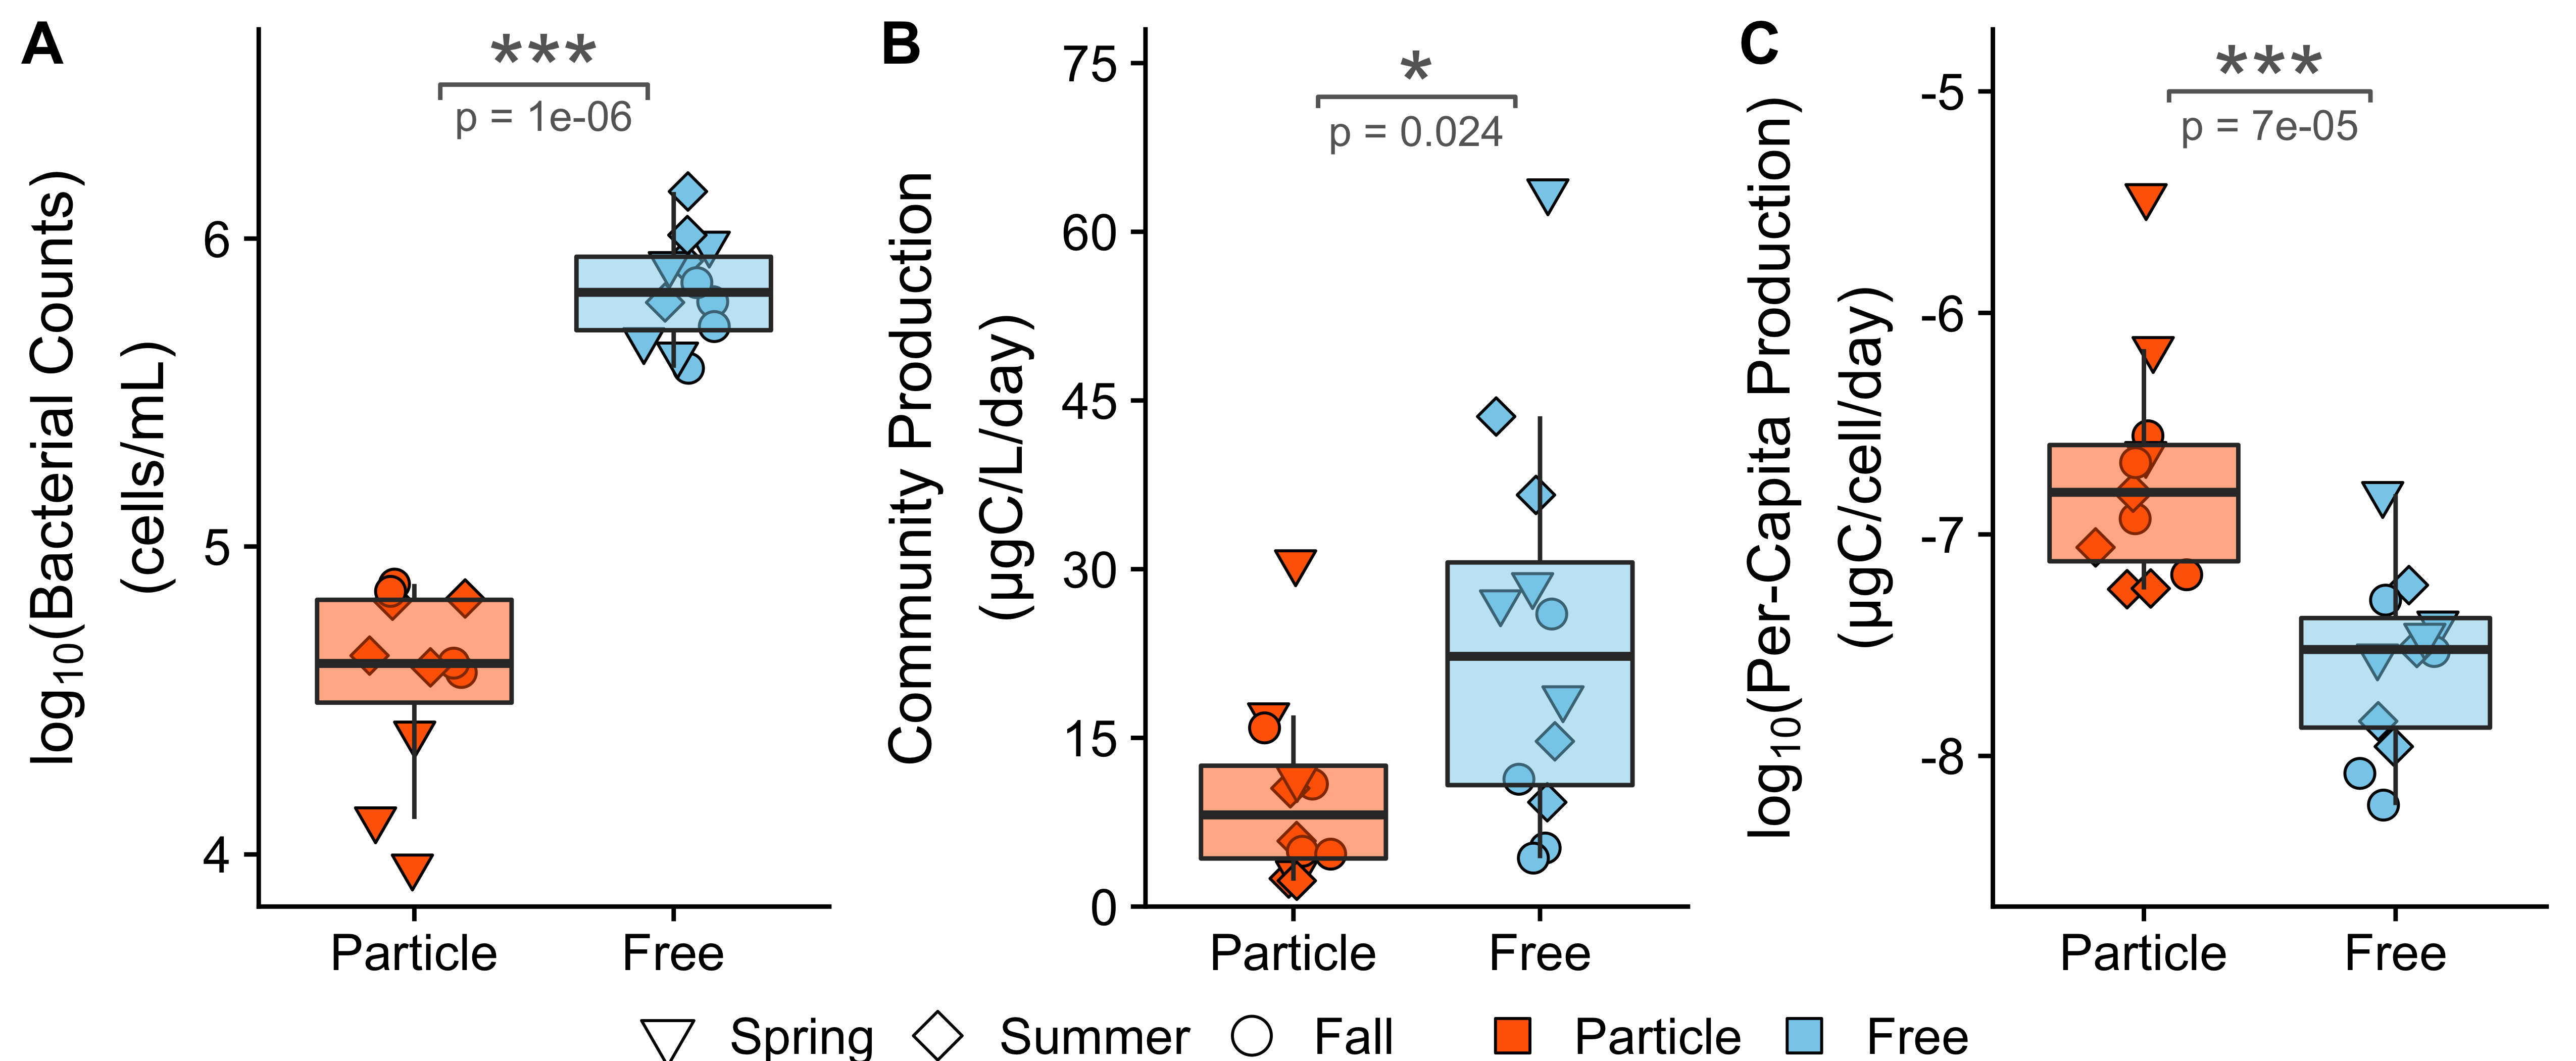 A
***
p = 1e-06
log10(Bacterial Counts)
(cells/mL)
6
5
4
Particle Free
B
*
p = 0.024
Community Production
(µgC/L/day)
75
60
45
30
15
0
Particle Free
C
***
p = 7e-05
log10(Per-Capita Production)
(µgC/cell/day)
-5
-6
-7
-8
Particle Free
Spring Summer Fall Particle Free